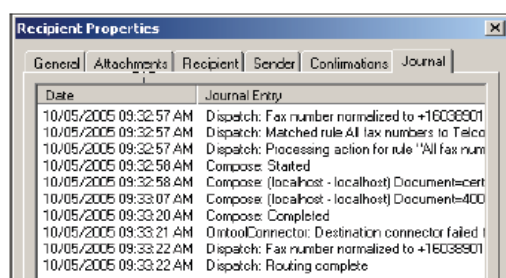 Recipient Properties
General Attachments Recipient Sender Confirmations Journal
Date Journal Entry
10/05/2005 09:32:57 AM Dispatch: Fax number normalized to +16038901
10/05/2005 09:32:57 AM Dispatch: Matched rule All fax numbers to Telco
10/05/2005 09:32:57 AM Dispatch: Processing action for rule "All fax num
10/05/2005 09:32:58 AM Compose: Started
10/05/2005 09:32:58 AM Compose: (localhost - localhost) Document=cert
10/05/2005 09:33:07 AM Compose: (localhost - localhost) Document=400
10/05/2005 09:33:20 AM Compose: Completed
10/05/2005 09:33:21 AM OmtoolConnector: Destination connector failed t
10/05/2005 09:33:22 AM Dispatch: Fax number normalized to +16038901
10/05/2005 09:33:22 AM Dispatch: Routing complete